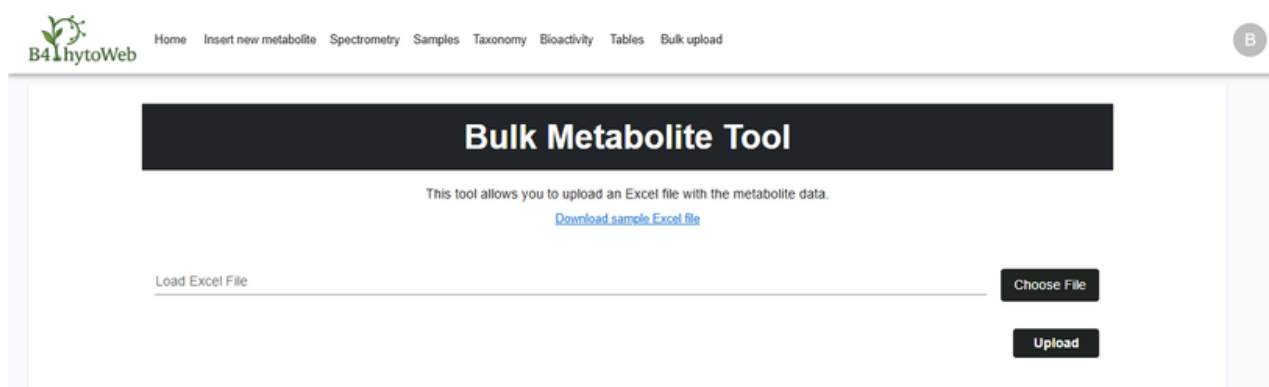 B4PhytoWeb
Home Insert new metabolite Spectrometry Samples Taxonomy Bioactivity Tables Bulk upload
B
Bulk Metabolite Tool
This tool allows you to upload an Excel file with the metabolite data.
Download sample Excel file
Load Excel File
Choose File
Upload